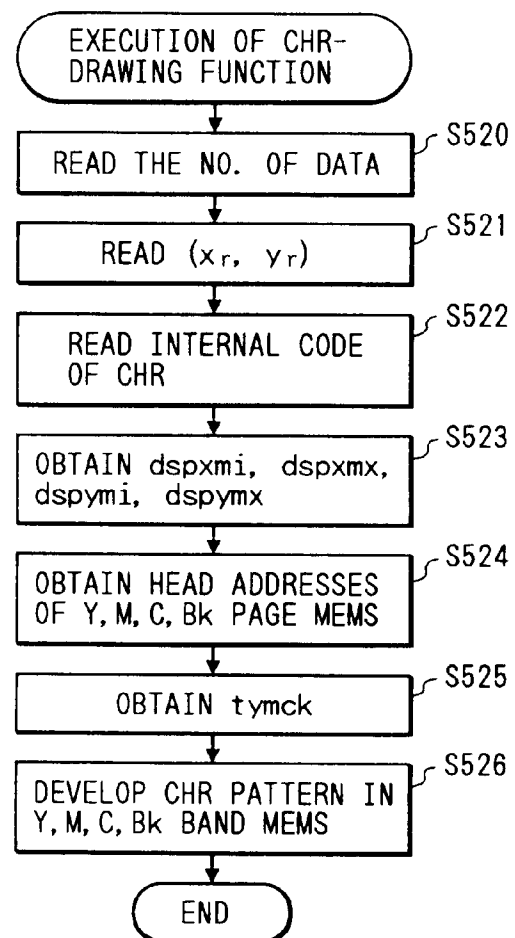 EXECUTION OF CHR-
DRAWING FUNCTION
S520
READ THE NO. OF DATA
S521
READ (xr, yr)
S522
READ INTERNAL CODE
OF CHR
S523
OBTAIN dspxmi, dspxmx,
dspymi, dspymx
S524
OBTAIN HEAD ADDRESSES
OF Y, M, C, Bk PAGE MEMS
S525
OBTAIN tymck
S526
DEVELOP CHR PATTERN IN
Y, M, C, Bk BAND MEMS
END